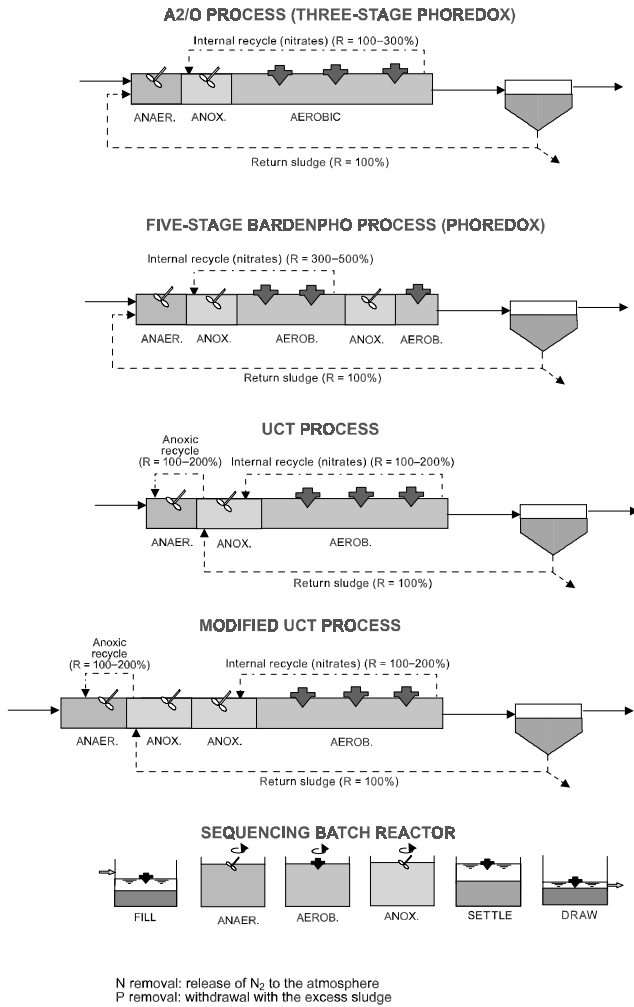 A2/O PROCESS (THREE-STAGE PHOREDOX)
Internal recycle (nitrates) (R = 100–300%)
ANAER. ANOX. AEROBIC
Return sludge (R = 100%)
FIVE-STAGE BARDENPHO PROCESS (PHOREDOX)
Internal recycle (nitrates) (R = 300–500%)
ANAER. ANOX. AEROB. ANOX. AEROB.
Return sludge (R = 100%)
UCT PROCESS
Anoxic
recycle
(R = 100–200%) Internal recycle (nitrates) (R = 100–200%)
ANAER. ANOX. AEROB.
Return sludge (R = 100%)
MODIFIED UCT PROCESS
Anoxic
recycle
(R = 100–200%) Internal recycle (nitrates) (R = 100–200%)
ANAER. ANOX. ANOX. AEROB.
Return sludge (R = 100%)
SEQUENCING BATCH REACTOR
FILL ANAER. AEROB. ANOX. SETTLE DRAW
N removal: release of N₂ to the atmosphere
P removal: withdrawal with the excess sludge